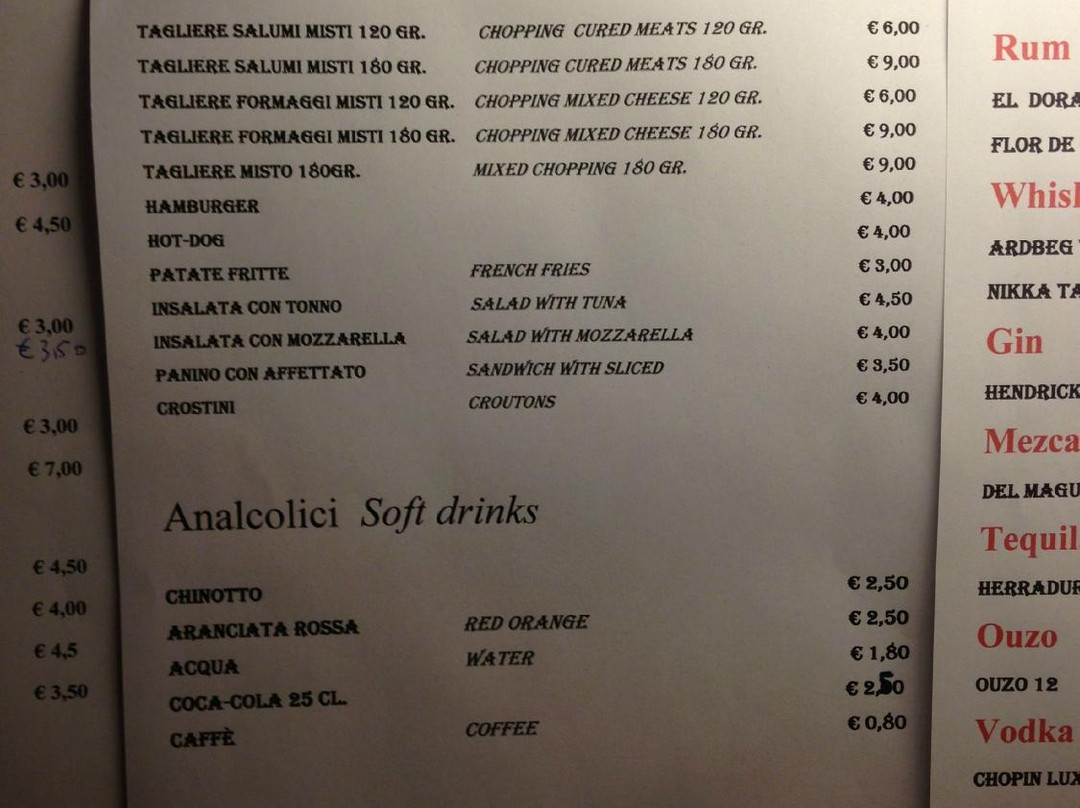 TAGLIERE SALUMI MISTI 120 GR. CHOPPING CURED MEATS 120 GR. € 6,00
TAGLIERE SALUMI MISTI 180 GR. CHOPPING CURED MEATS 180 GR. € 9,00
TAGLIERE FORMAGGI MISTI 120 GR. CHOPPING MIXED CHEESE 120 GR. € 6,00
TAGLIERE FORMAGGI MISTI 180 GR. CHOPPING MIXED CHEESE 180 GR. € 9,00
TAGLIERE MISTO 180GR. MIXED CHOPPING 180 GR. € 9,00
HAMBURGER € 4,00
HOT-DOG € 4,00
PATATE FRITTE FRENCH FRIES € 3,00
INSALATA CON TONNO SALAD WITH TUNA € 4,50
INSALATA CON MOZZARELLA SALAD WITH MOZZARELLA € 4,00
PANINO CON AFFETTATO SANDWICH WITH SLICED € 3,50
CROSTINI CROUTONS € 4,00
Analcolici Soft drinks
CHINOTTO € 2,50
ARANCIATA ROSSA RED ORANGE € 2,50
ACQUA WATER € 1,80
COCA-COLA 25 CL. € 2,50
CAFFÈ COFFEE € 0,80
€ 3,00
€ 4,50
€ 3,00
€ 3,50
€ 3,00
€ 7,00
€ 4,50
€ 4,00
€ 4,5
€ 3,50
Rum
EL DORA
FLOR DE
Whisk
ARDBEG
NIKKA TA
Gin
HENDRICK
Mezca
DEL MAGU
Tequil
HERRADUR
Ouzo
OUZO 12
Vodka
CHOPIN LUX